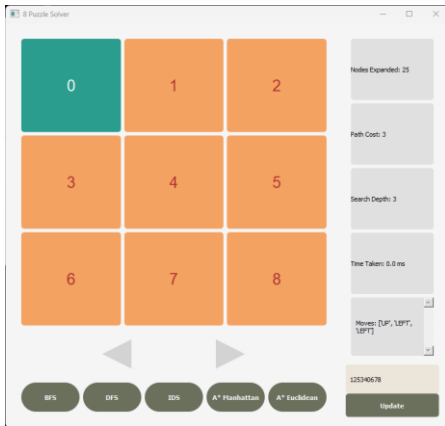 8 Puzzle Solver
0 1 2
3 4 5
6 7 8
Nodes Expanded: 25
Path Cost: 3
Search Depth: 3
Time Taken: 0.0 ms
Moves: ['UP', \LEFT',
\LEFT']
125340678
Update
BFS DFS IDS A* Manhattan A* Euclidean